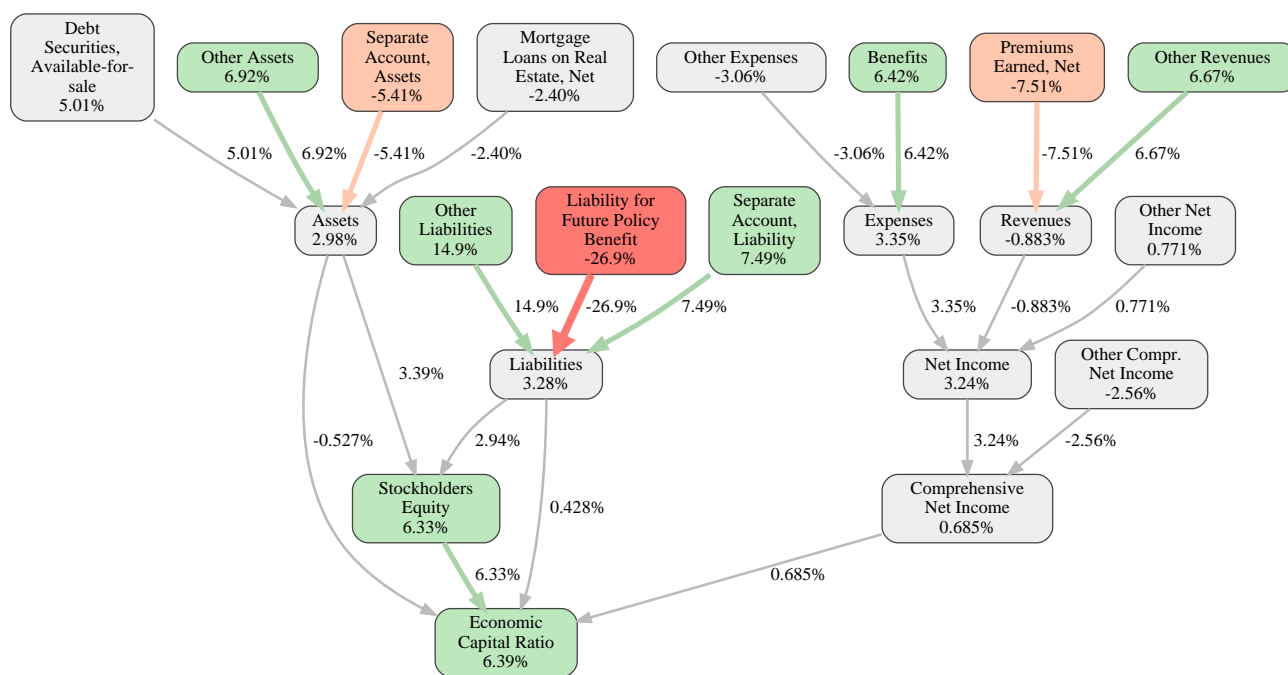 Debt
Securities,
Available-for-
sale
5.01%
Other Assets
6.92%
Separate
Account,
Assets
-5.41%
Mortgage
Loans on Real
Estate, Net
-2.40%
Other Expenses
-3.06%
Benefits
6.42%
Premiums
Earned, Net
-7.51%
Other Revenues
6.67%
5.01%
6.92%
-5.41%
-2.40%
-3.06%
6.42%
-7.51%
6.67%
Assets
2.98%
Other
Liabilities
14.9%
Liability for
Future Policy
Benefit
-26.9%
Separate
Account,
Liability
7.49%
Expenses
3.35%
Revenues
-0.883%
Other Net
Income
0.771%
14.9%
-26.9%
7.49%
3.35%
-0.883%
0.771%
Liabilities
3.28%
Net Income
3.24%
Other Compr.
Net Income
-2.56%
3.39%
-0.527%
2.94%
0.428%
3.24%
-2.56%
Stockholders
Equity
6.33%
Comprehensive
Net Income
0.685%
6.33%
0.685%
Economic
Capital Ratio
6.39%